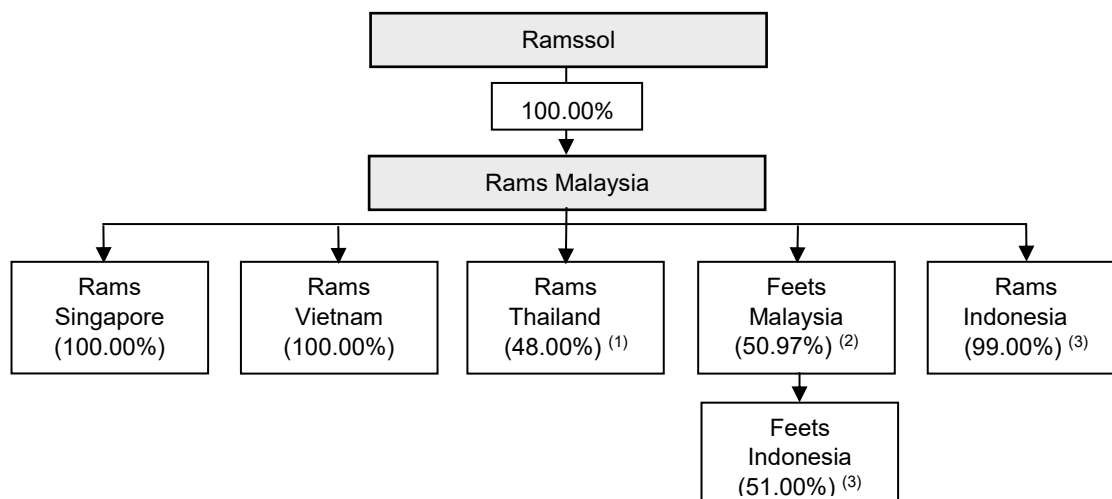 Ramssol
100.00%
Rams Malaysia
Rams
Singapore
(100.00%)
Rams
Vietnam
(100.00%)
Rams
Thailand
(48.00%) (1)
Feets
Malaysia
(50.97%) (2)
Rams
Indonesia
(99.00%) (3)
Feets
Indonesia
(51.00%) (3)